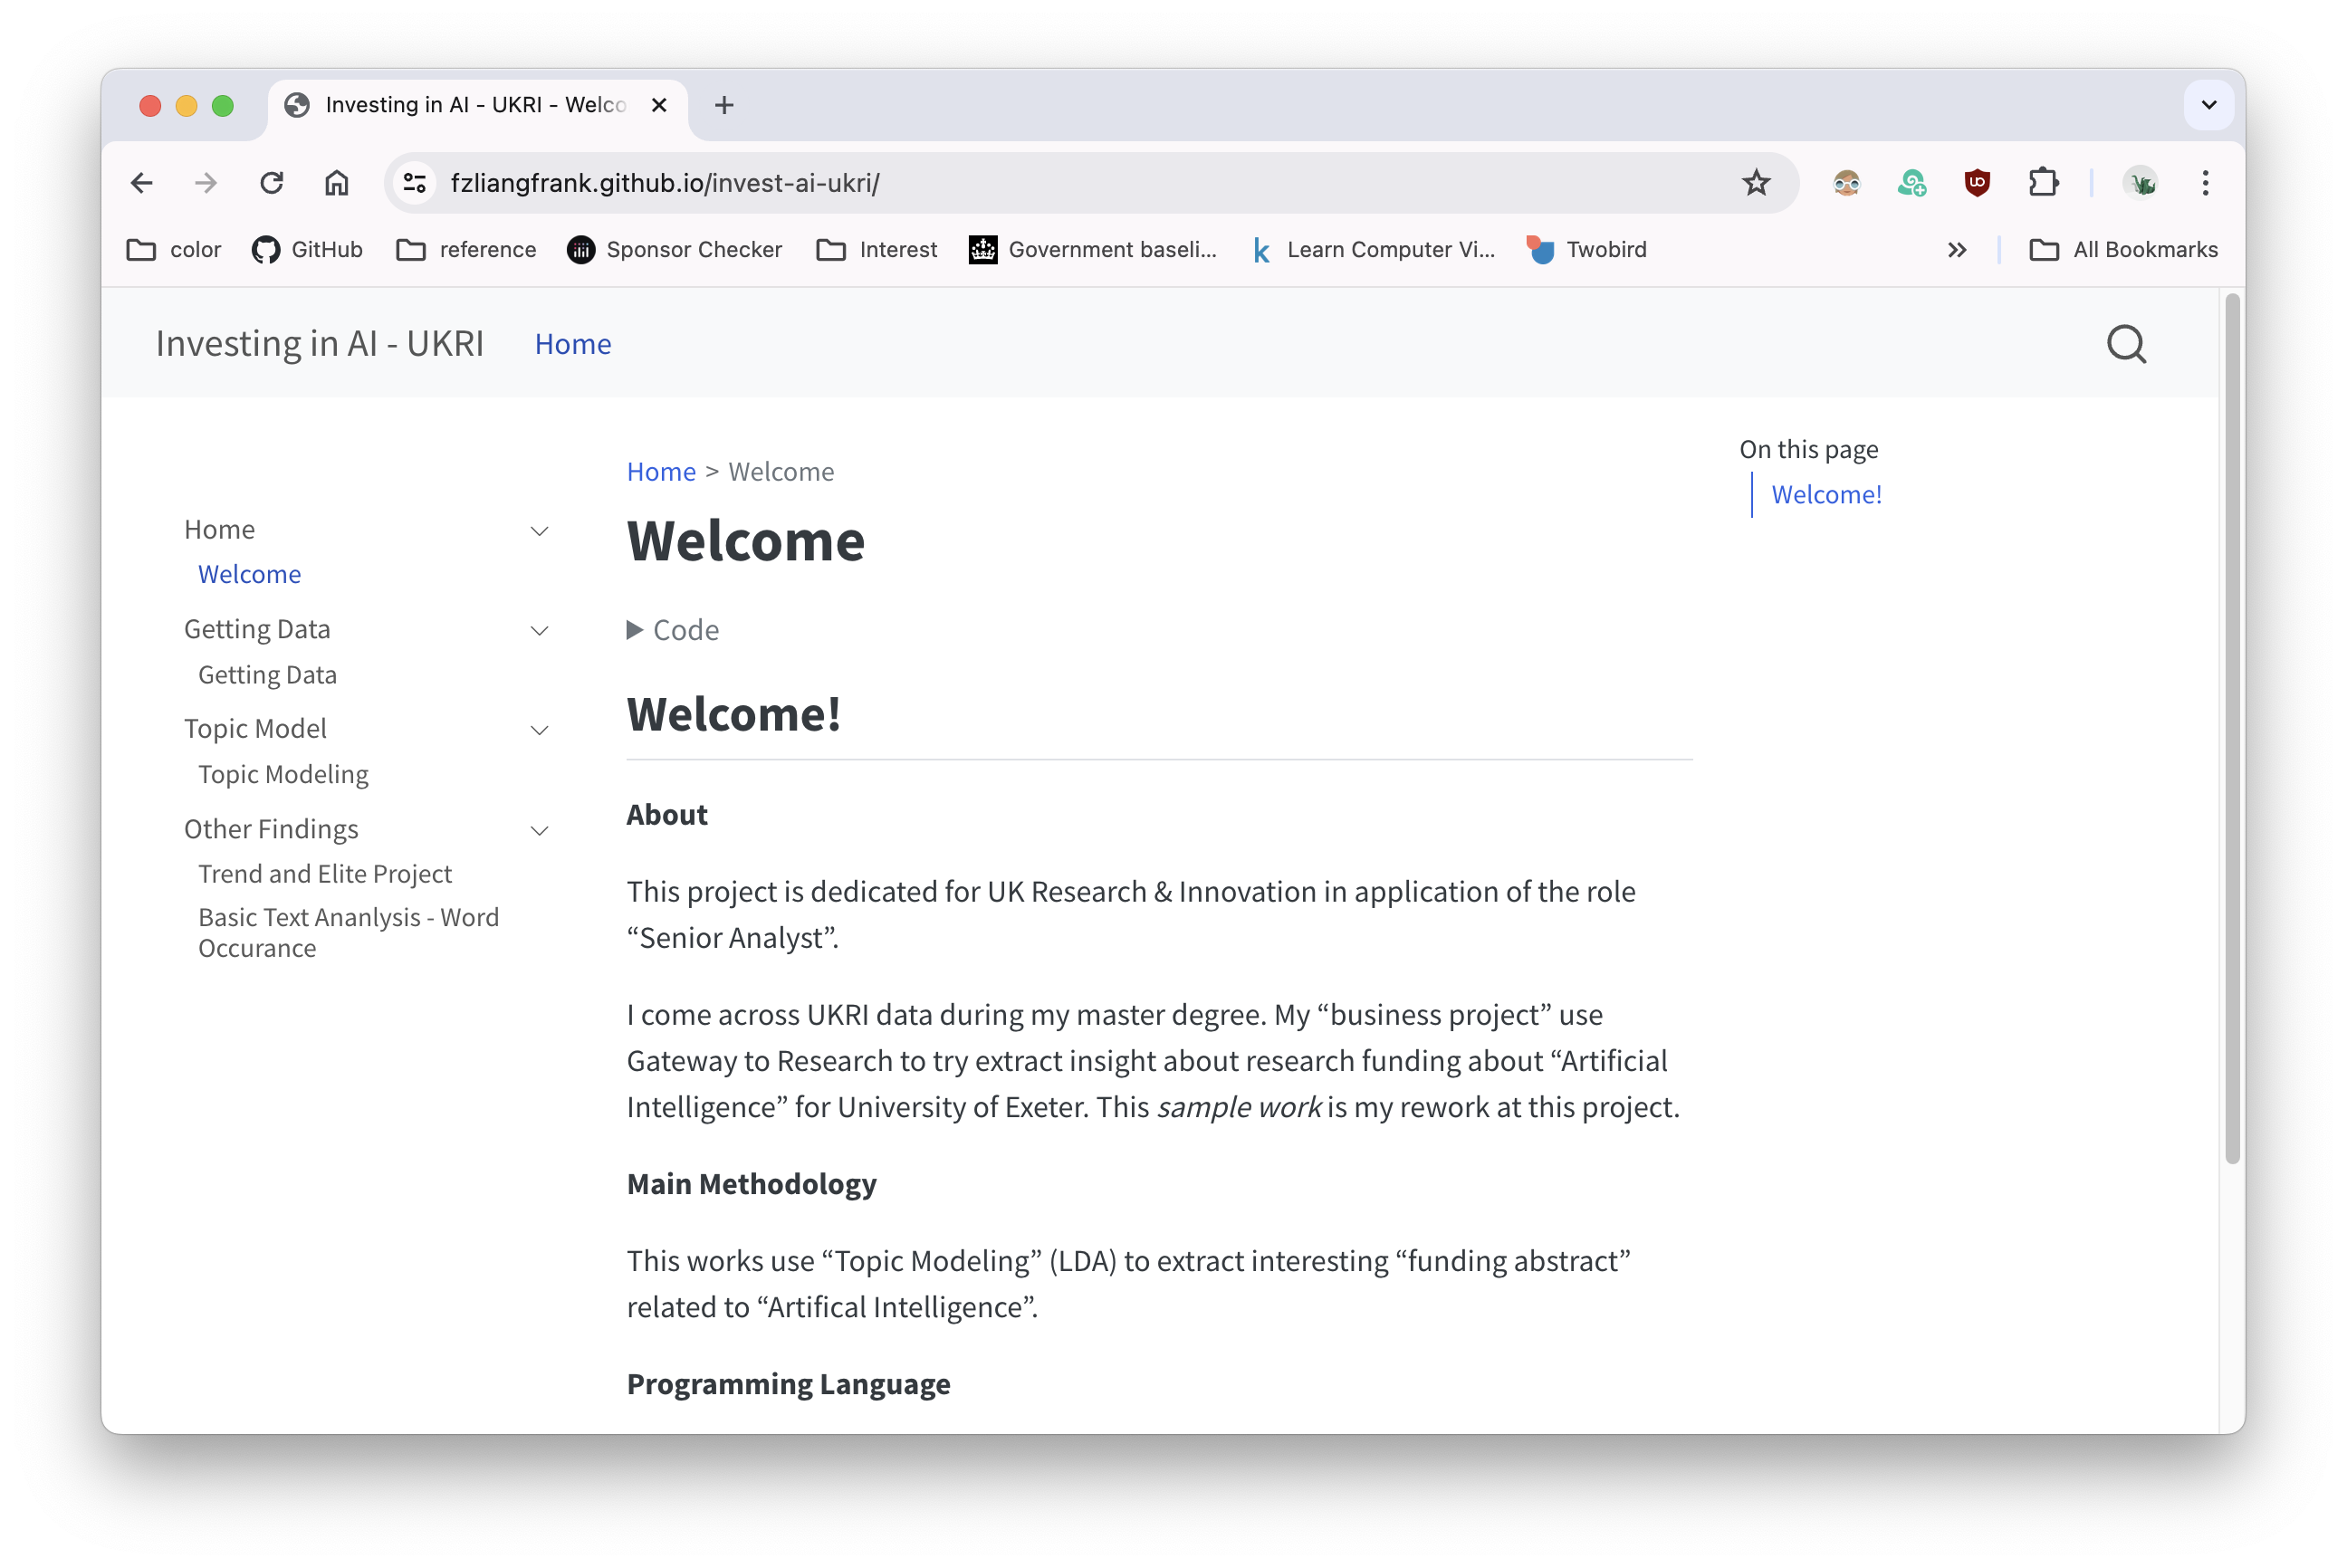 Investing in AI - UKRI - Welco
fzliangfrank.github.io/invest-ai-ukri/
color
GitHub
reference
Sponsor Checker
Interest
Government baseli...
Learn Computer Vi...
Twobird
All Bookmarks
Investing in AI - UKRI
Home
Home
Welcome
Getting Data
Getting Data
Topic Model
Topic Modeling
Other Findings
Trend and Elite Project
Basic Text Ananlysis - Word
Occurance
Home > Welcome
Welcome
Code
Welcome!
About
This project is dedicated for UK Research & Innovation in application of the role
“Senior Analyst”.
I come across UKRI data during my master degree. My “business project” use
Gateway to Research to try extract insight about research funding about “Artificial
Intelligence” for University of Exeter. This sample work is my rework at this project.
Main Methodology
This works use “Topic Modeling” (LDA) to extract interesting “funding abstract”
related to “Artifical Intelligence”.
Programming Language
On this page
Welcome!